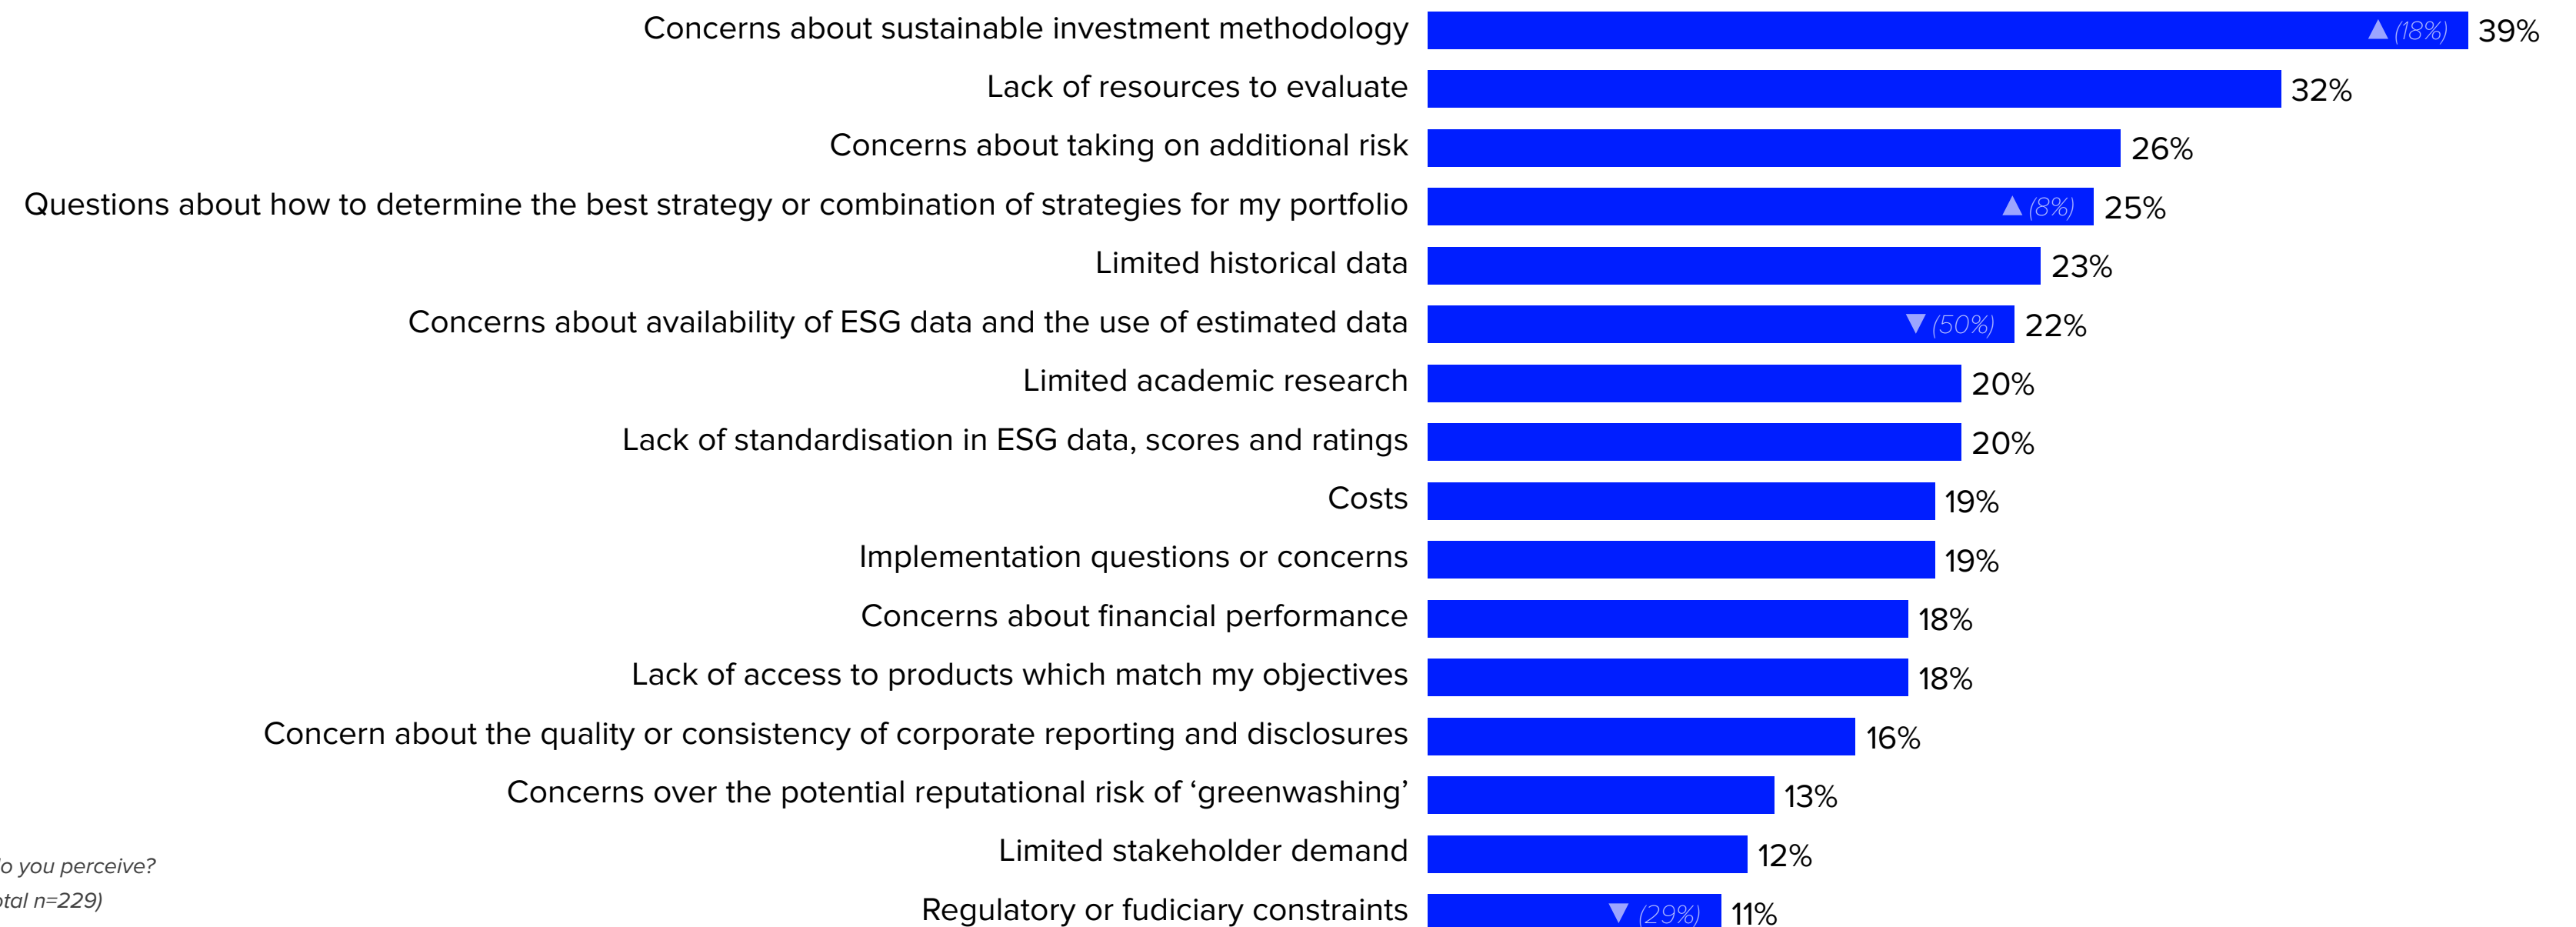 Concerns about sustainable investment methodology ▲ (18%) 39%
Lack of resources to evaluate 32%
Concerns about taking on additional risk 26%
Questions about how to determine the best strategy or combination of strategies for my portfolio ▲ (8%) 25%
Limited historical data 23%
Concerns about availability of ESG data and the use of estimated data ▼ (50%) 22%
Limited academic research 20%
Lack of standardisation in ESG data, scores and ratings 20%
Costs 19%
Implementation questions or concerns 19%
Concerns about financial performance 18%
Lack of access to products which match my objectives 18%
Concern about the quality or consistency of corporate reporting and disclosures 16%
Concerns over the potential reputational risk of ‘greenwashing’ 13%
Limited stakeholder demand 12%
Regulatory or fudiciary constraints ▼ (29%) 11%
you perceive?
n=229)